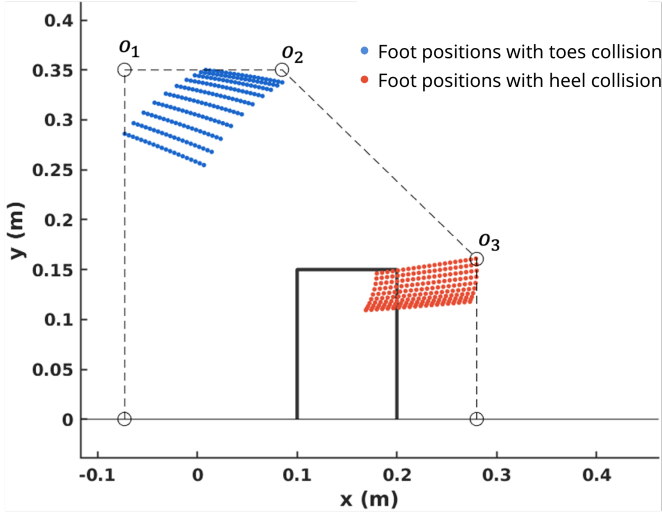 0.4
O1 O2
Foot positions with toes collision
0.35
Foot positions with heel collision
0.3
0.25
0.2
O3
0.15
0.1
0.05
0
y (m)
-0.1 0 0.1 0.2 0.3 0.4
x (m)